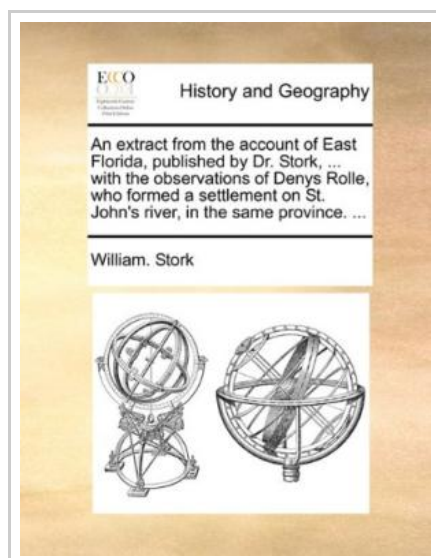 ECCO
History and Geography
An extract from the account of East
Florida, published by Dr. Stork, ...
with the observations of Denys Rolle,
who formed a settlement on St.
John's river, in the same province. ...
William. Stork